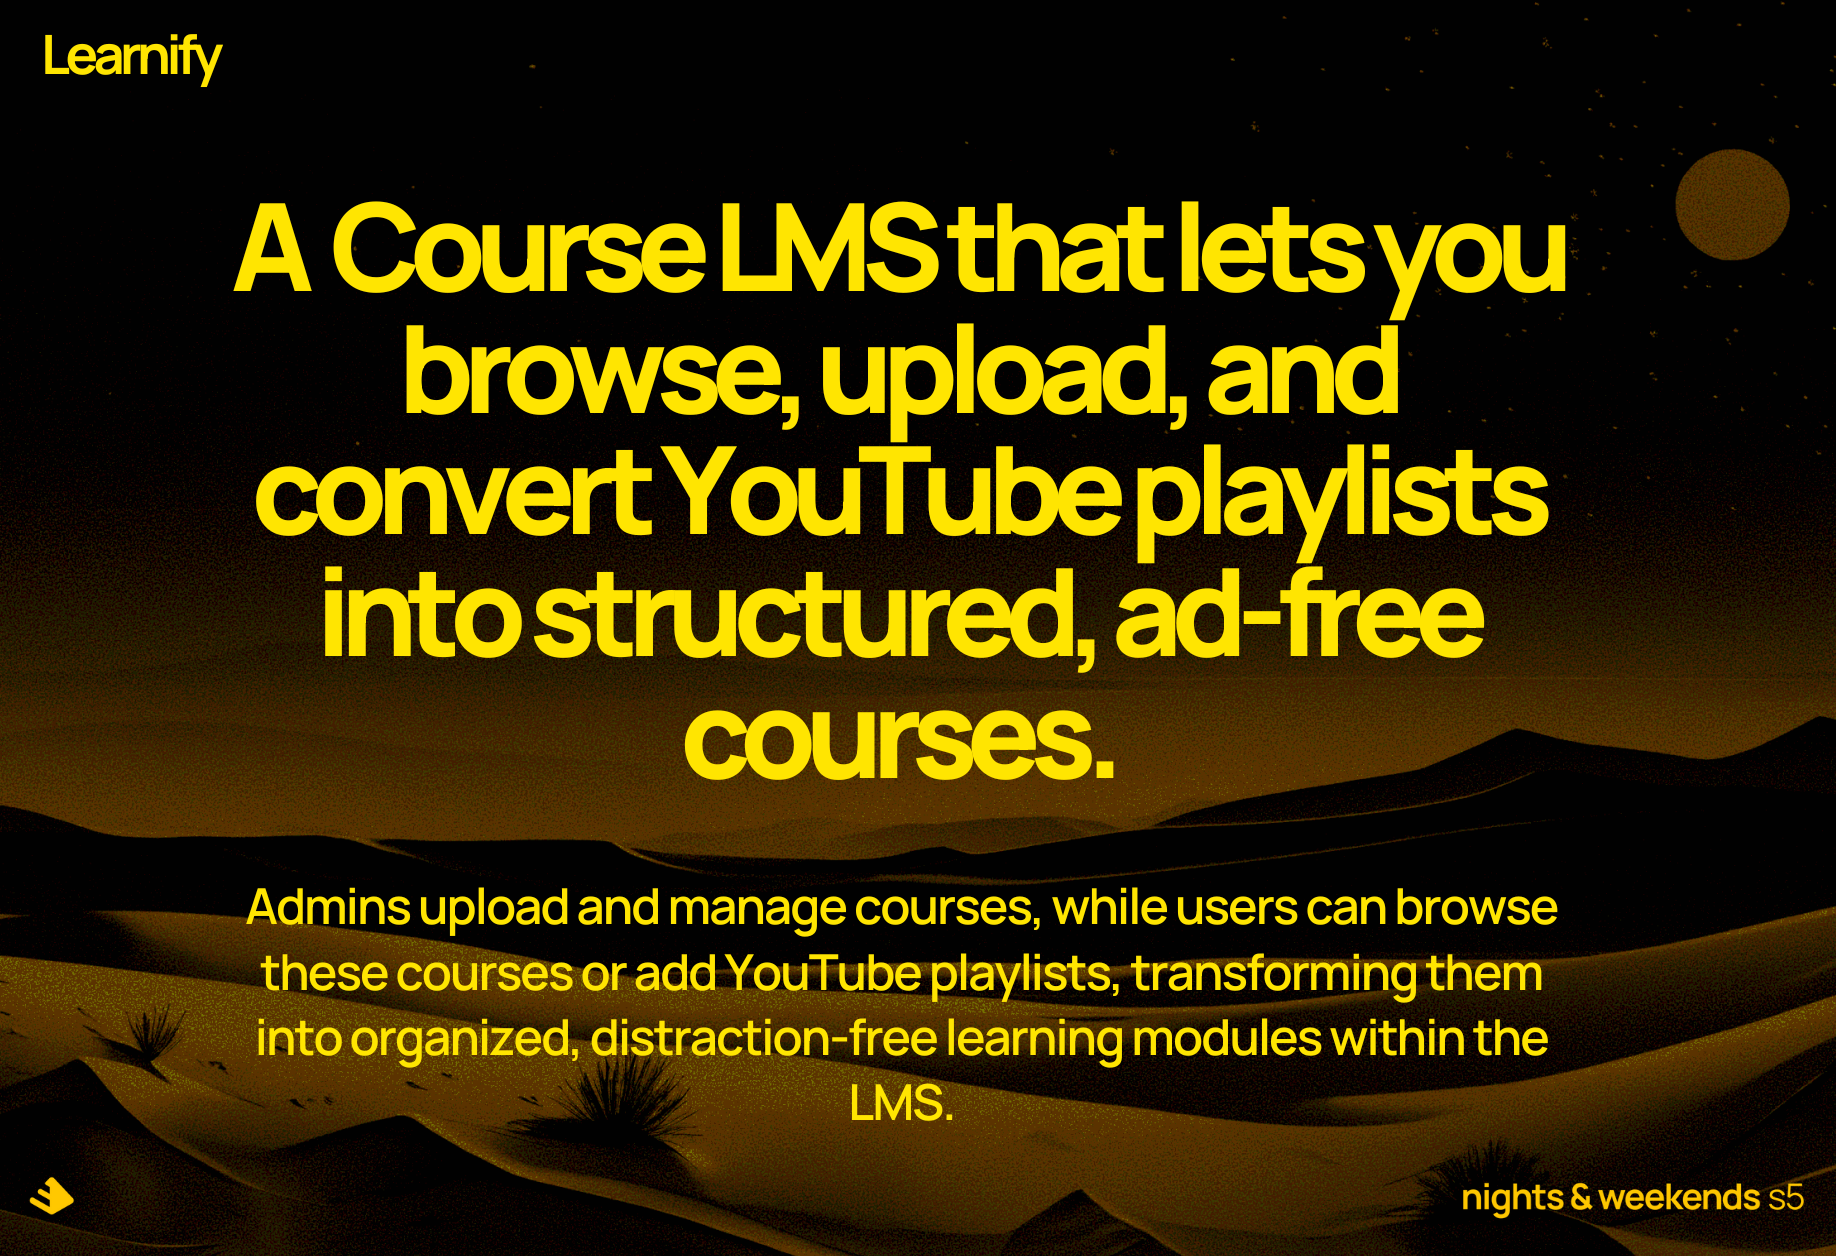 Learnify
A Course LMS that lets you
browse, upload, and
convert YouTube playlists
into structured, ad-free
courses.
Admins upload and manage courses, while users can browse
these courses or add YouTube playlists, transforming them
into organized, distraction-free learning modules within the
LMS.
nights & weekends s5